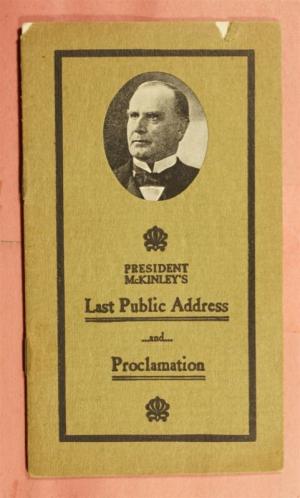 PRESIDENT
McKINLEY'S
Last Public Address
...and...
Proclamation